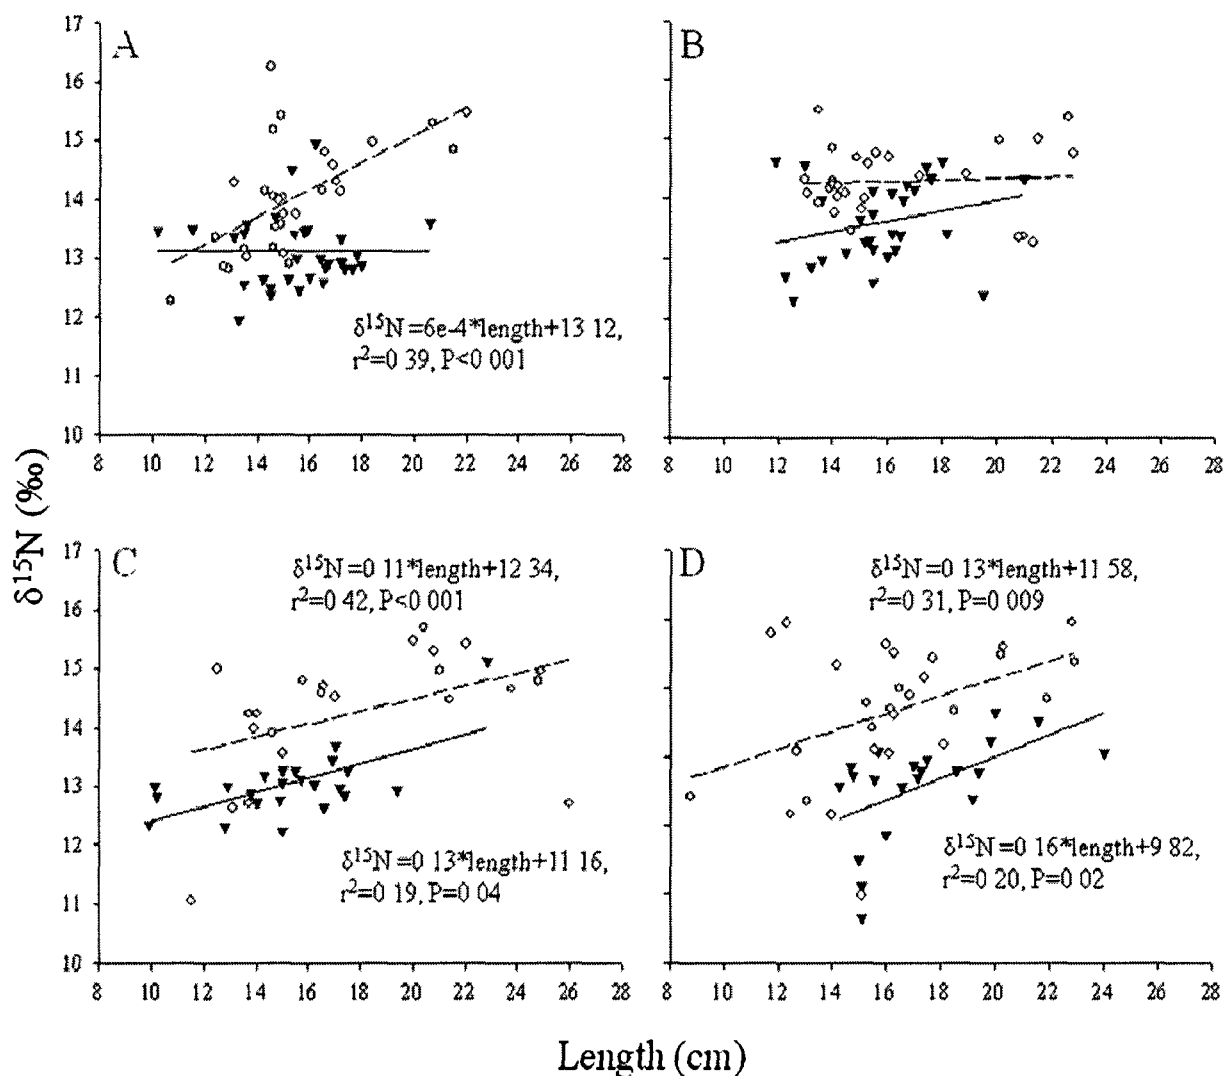 A
B
17
16
15
14
13
12
11
10
δ¹⁵N=6e-4*length+13 12,
r²=0 39, P<0 001
8 10 12 14 16 18 20 22 24 26 28
8 10 12 14 16 18 20 22 24 26 28
δ¹⁵N (‰)
C
D
17
16
15
14
13
12
11
10
δ¹⁵N=0 11*length+12 34,
r²=0 42, P<0 001
δ¹⁵N=0 13*length+11 58,
r²=0 31, P=0 009
δ¹⁵N=0 13*length+11 16,
r²=0 19, P=0 04
δ¹⁵N=0 16*length+9 82,
r²=0 20, P=0 02
8 10 12 14 16 18 20 22 24 26 28
8 10 12 14 16 18 20 22 24 26 28
Length (cm)